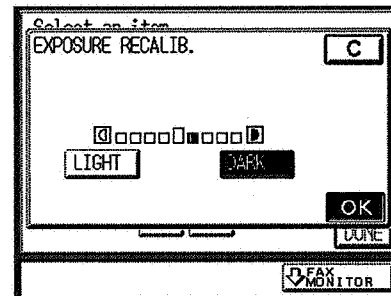 Select an item.
EXPOSURE RECALIB.
C
LIGHT
DARK
OK
DONE
FAX
MONITOR